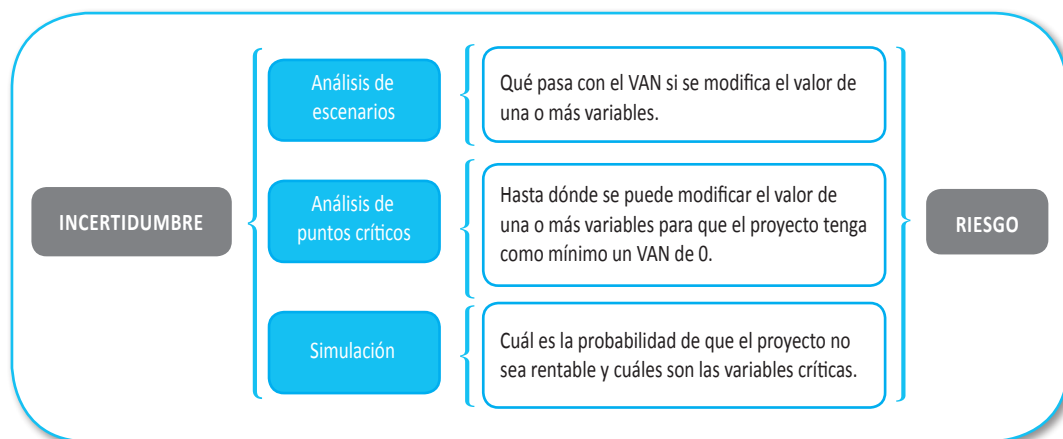 INCERTIDUMBRE
Análisis de
escenarios
Qué pasa con el VAN si se modifica el valor de
una o más variables.
Análisis de
puntos críticos
Hasta dónde se puede modificar el valor de
una o más variables para que el proyecto tenga
como mínimo un VAN de 0.
Simulación
Cuál es la probabilidad de que el proyecto no
sea rentable y cuáles son las variables críticas.
RIESGO